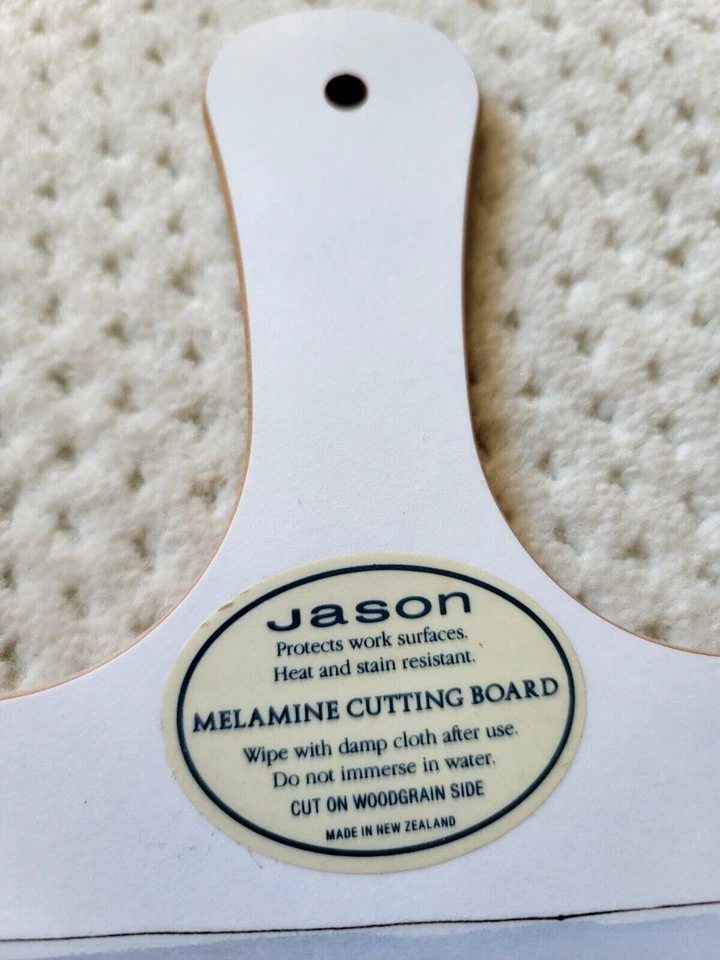 Jason
Protects work surfaces.
Heat and stain resistant.
MELAMINE CUTTING BOARD
Wipe with damp cloth after use.
Do not immerse in water.
CUT ON WOODGRAIN SIDE
MADE IN NEW ZEALAND